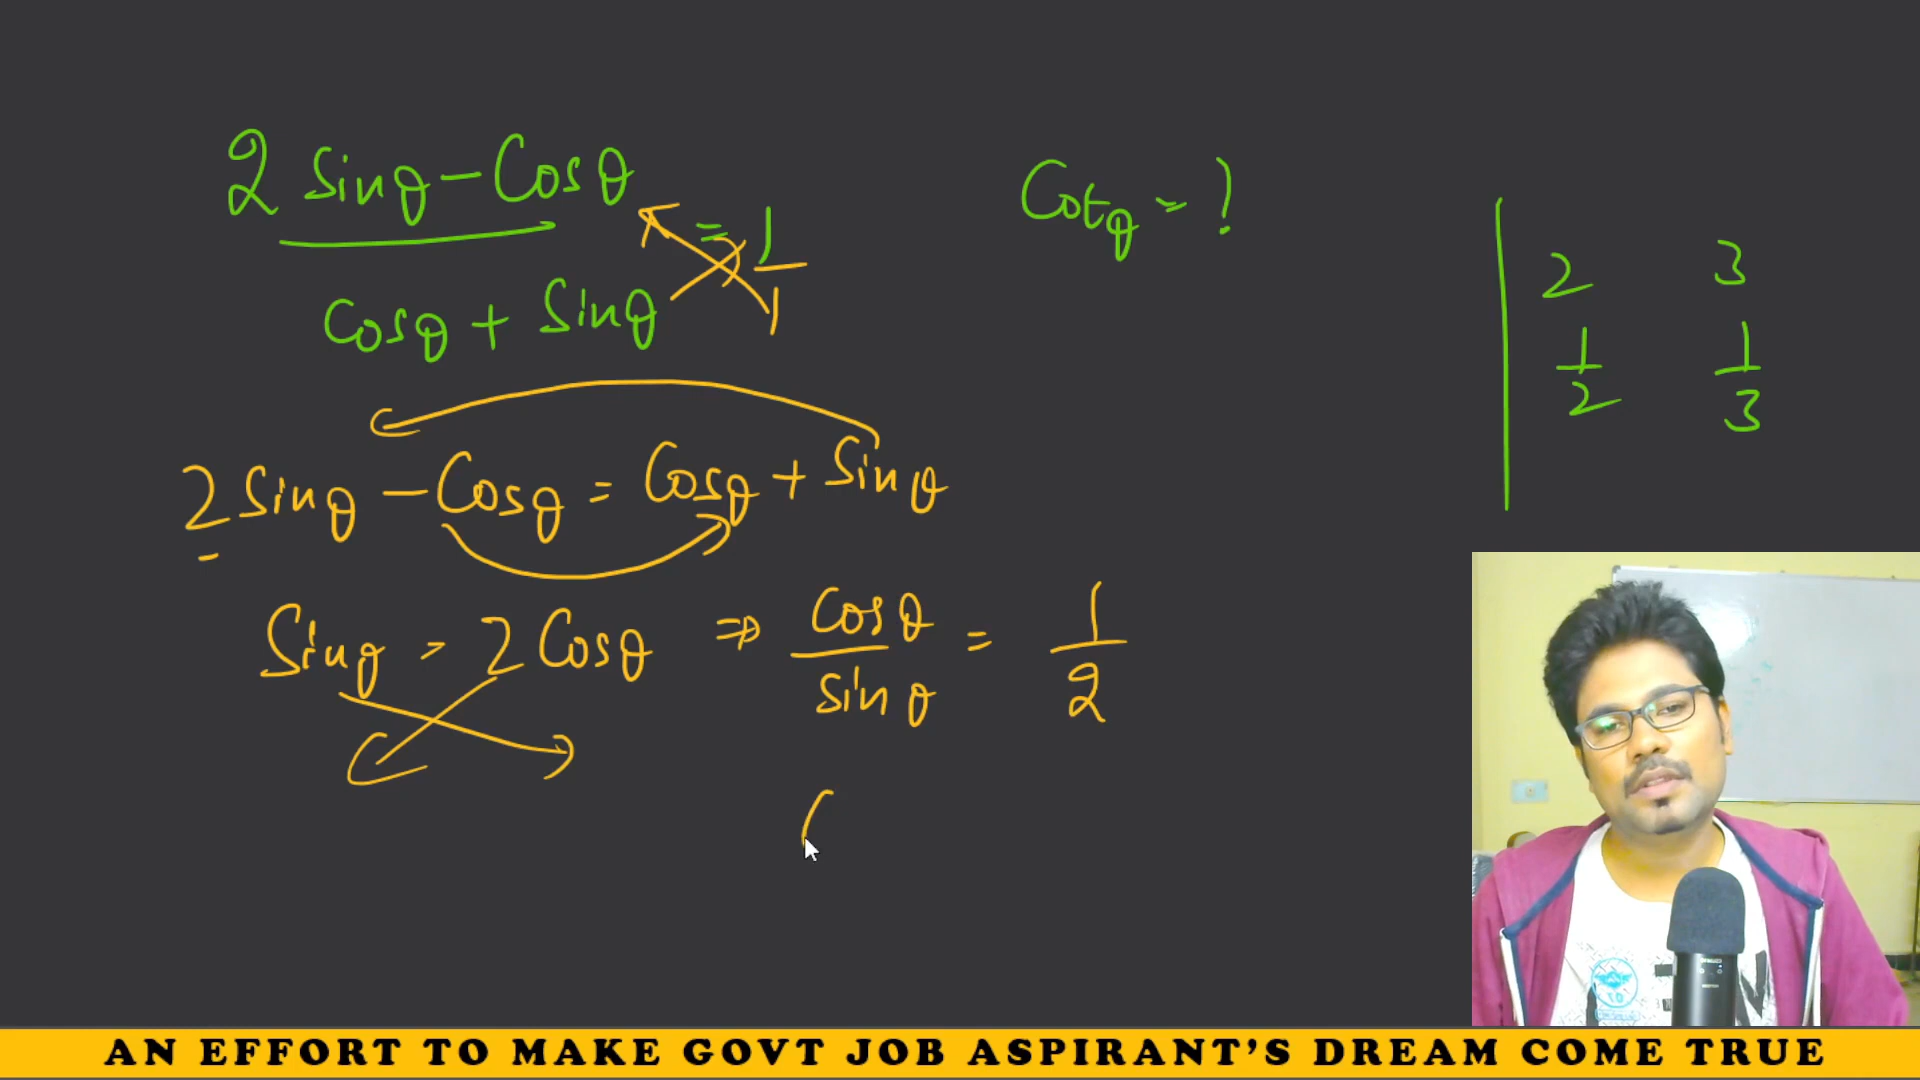 2 Sinθ - Cosθ
= 1/1
Cosθ + Sinθ
Cotθ = ?
2 3
1/2 1/3
2 Sinθ - Cosθ = Cosθ + Sinθ
Sinθ = 2 Cosθ ⇒ Cosθ/Sinθ = 1/2
(
AN EFFORT TO MAKE GOVT JOB ASPIRANT'S DREAM COME TRUE